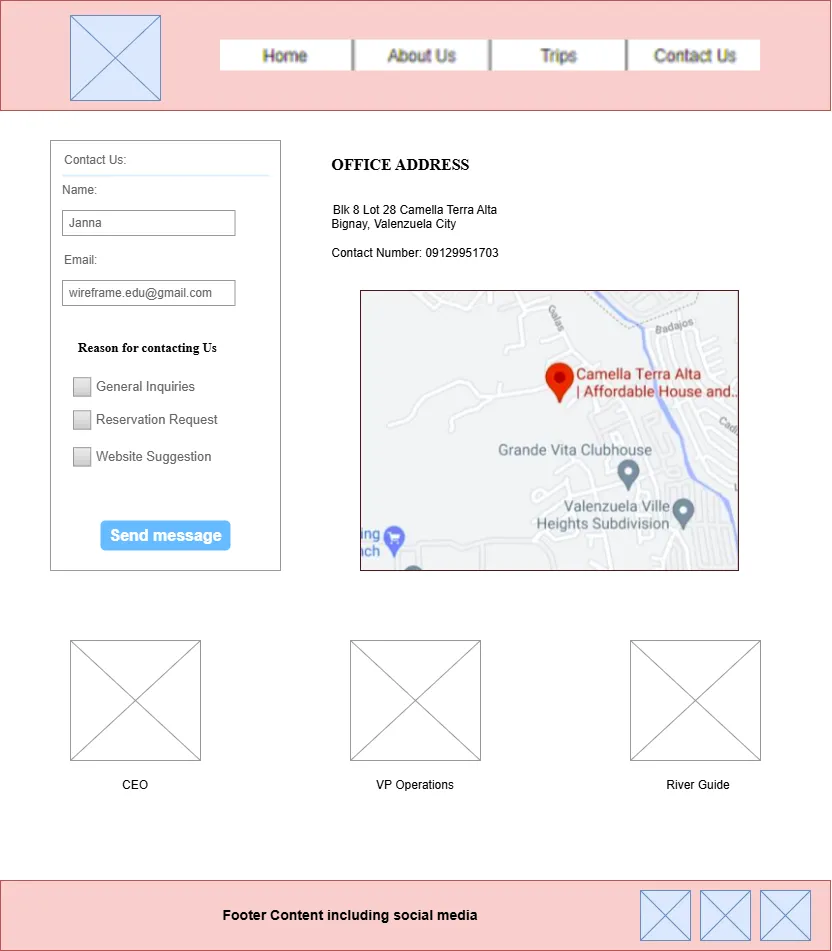 Home
About Us
Trips
Contact Us
Contact Us:
Name:
Janna
Email:
wireframe.edu@gmail.com
Reason for contacting Us
General Inquiries
Reservation Request
Website Suggestion
Send message
OFFICE ADDRESS
Blk 8 Lot 28 Camella Terra Alta
Bignay, Valenzuela City
Contact Number: 09129951703
Galas
Badajos
Camella Terra Alta
| Affordable House and..
Grande Vita Clubhouse
Valenzuela Ville
Heights Subdivision
CEO
VP Operations
River Guide
Footer Content including social media